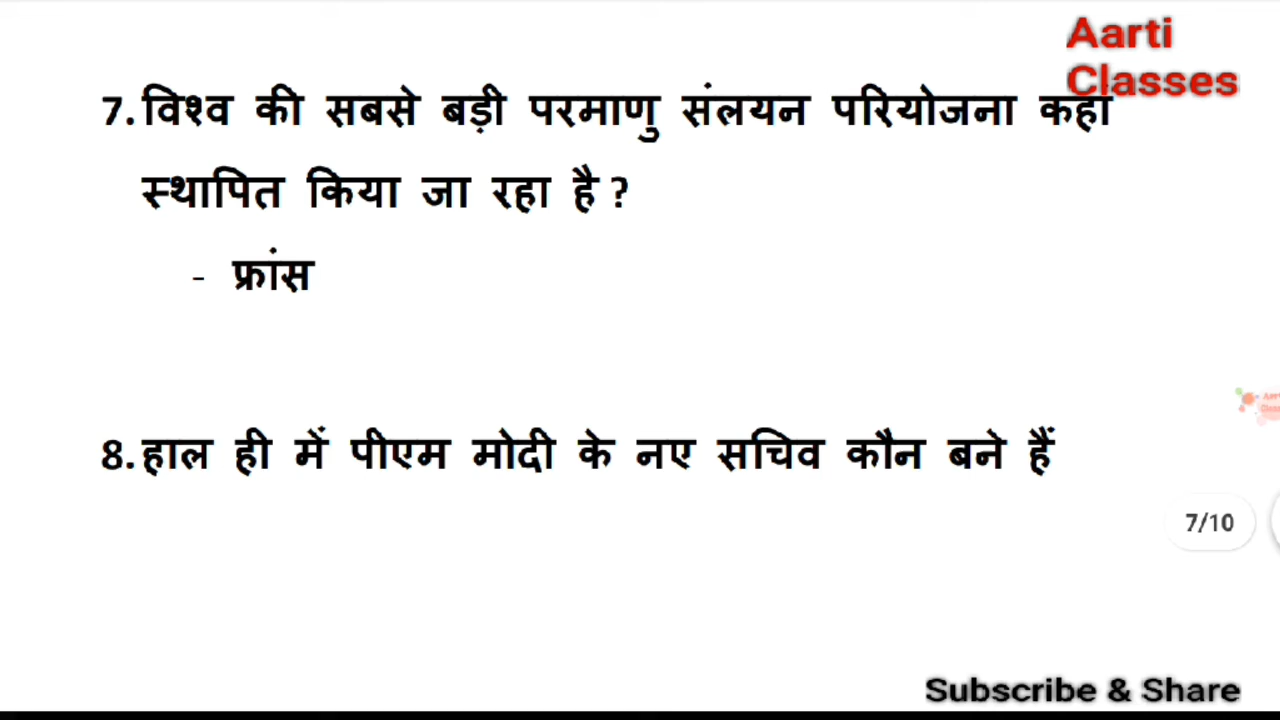 Aarti
Classes
7. विश्व की सबसे बड़ी परमाणु संलयन परियोजना कहा
स्थापित किया जा रहा है ?
- फ्रांस
8. हाल ही में पीएम मोदी के नए सचिव कौन बने हैं
7/10
Subscribe & Share